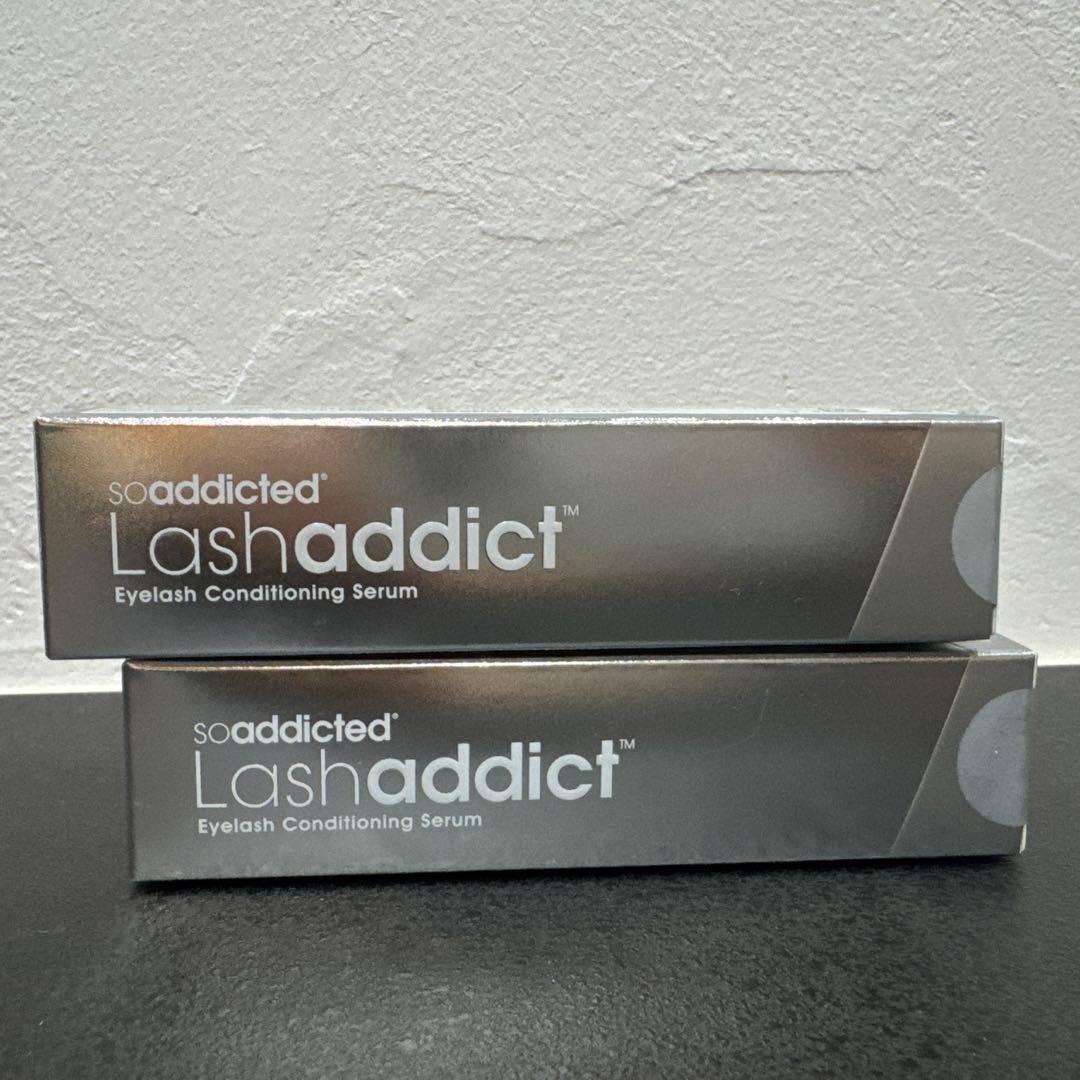 soaddicted®
Lashaddict™
Eyelash Conditioning Serum
soaddicted®
Lashaddict™
Eyelash Conditioning Serum